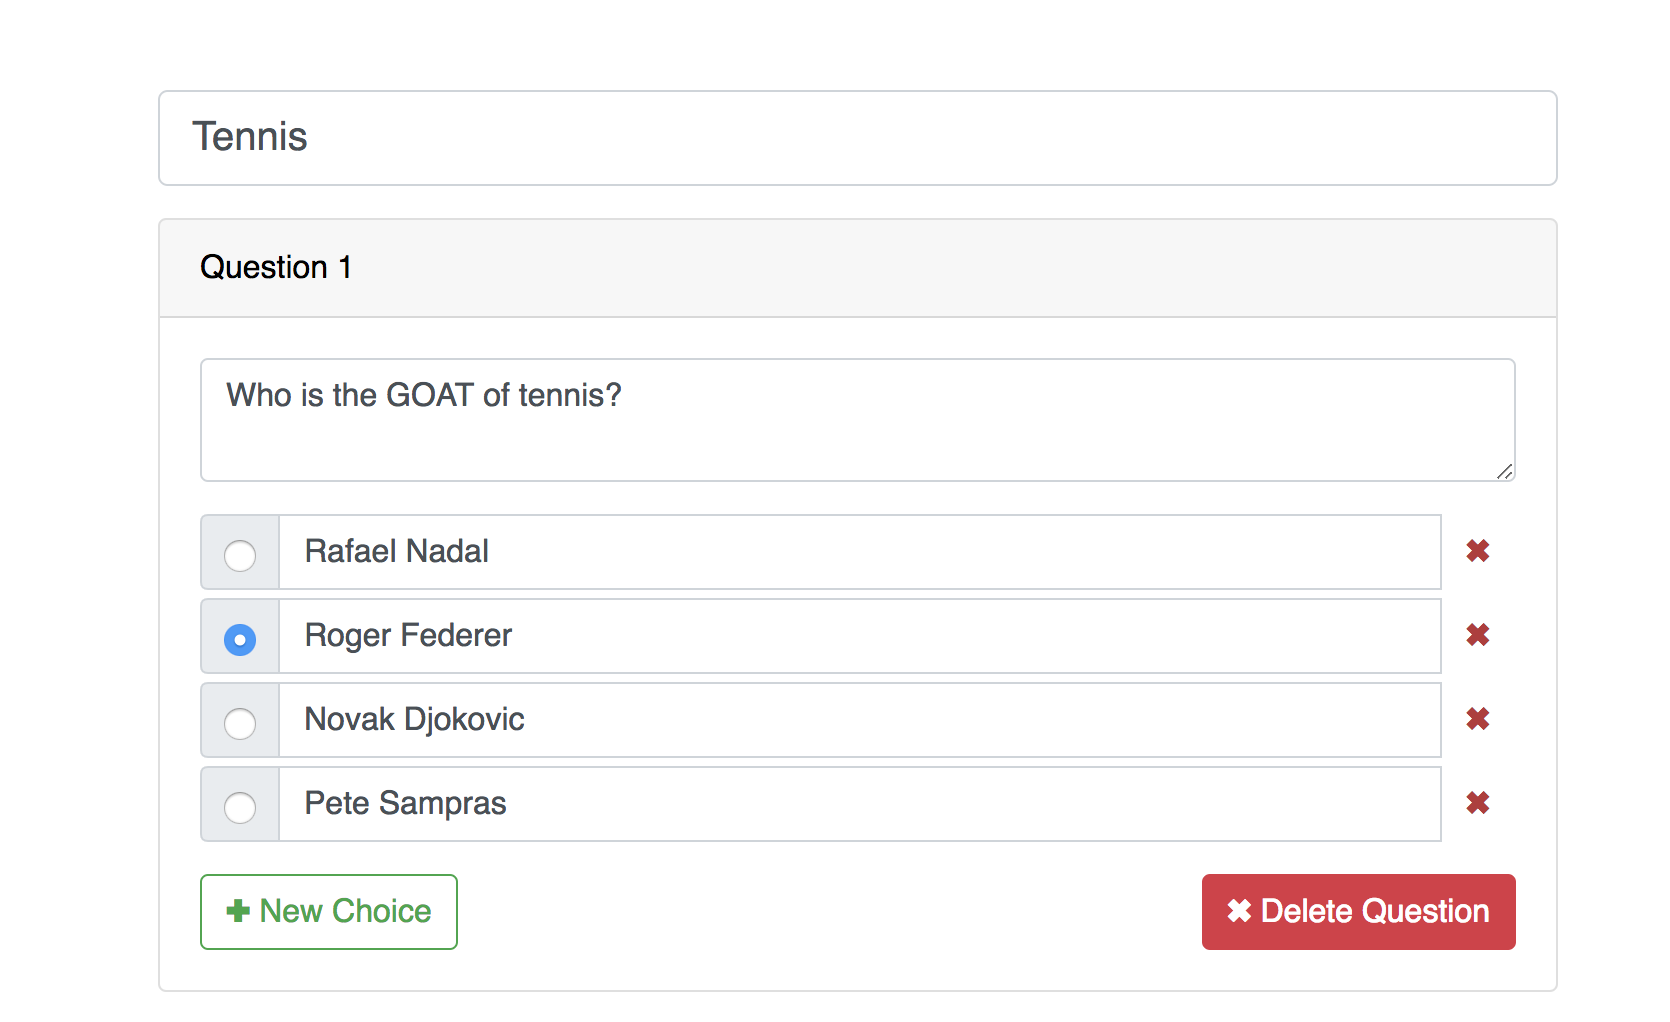 Tennis
Question 1
Who is the GOAT of tennis?
Rafael Nadal
Roger Federer
Novak Djokovic
Pete Sampras
New Choice
Delete Question